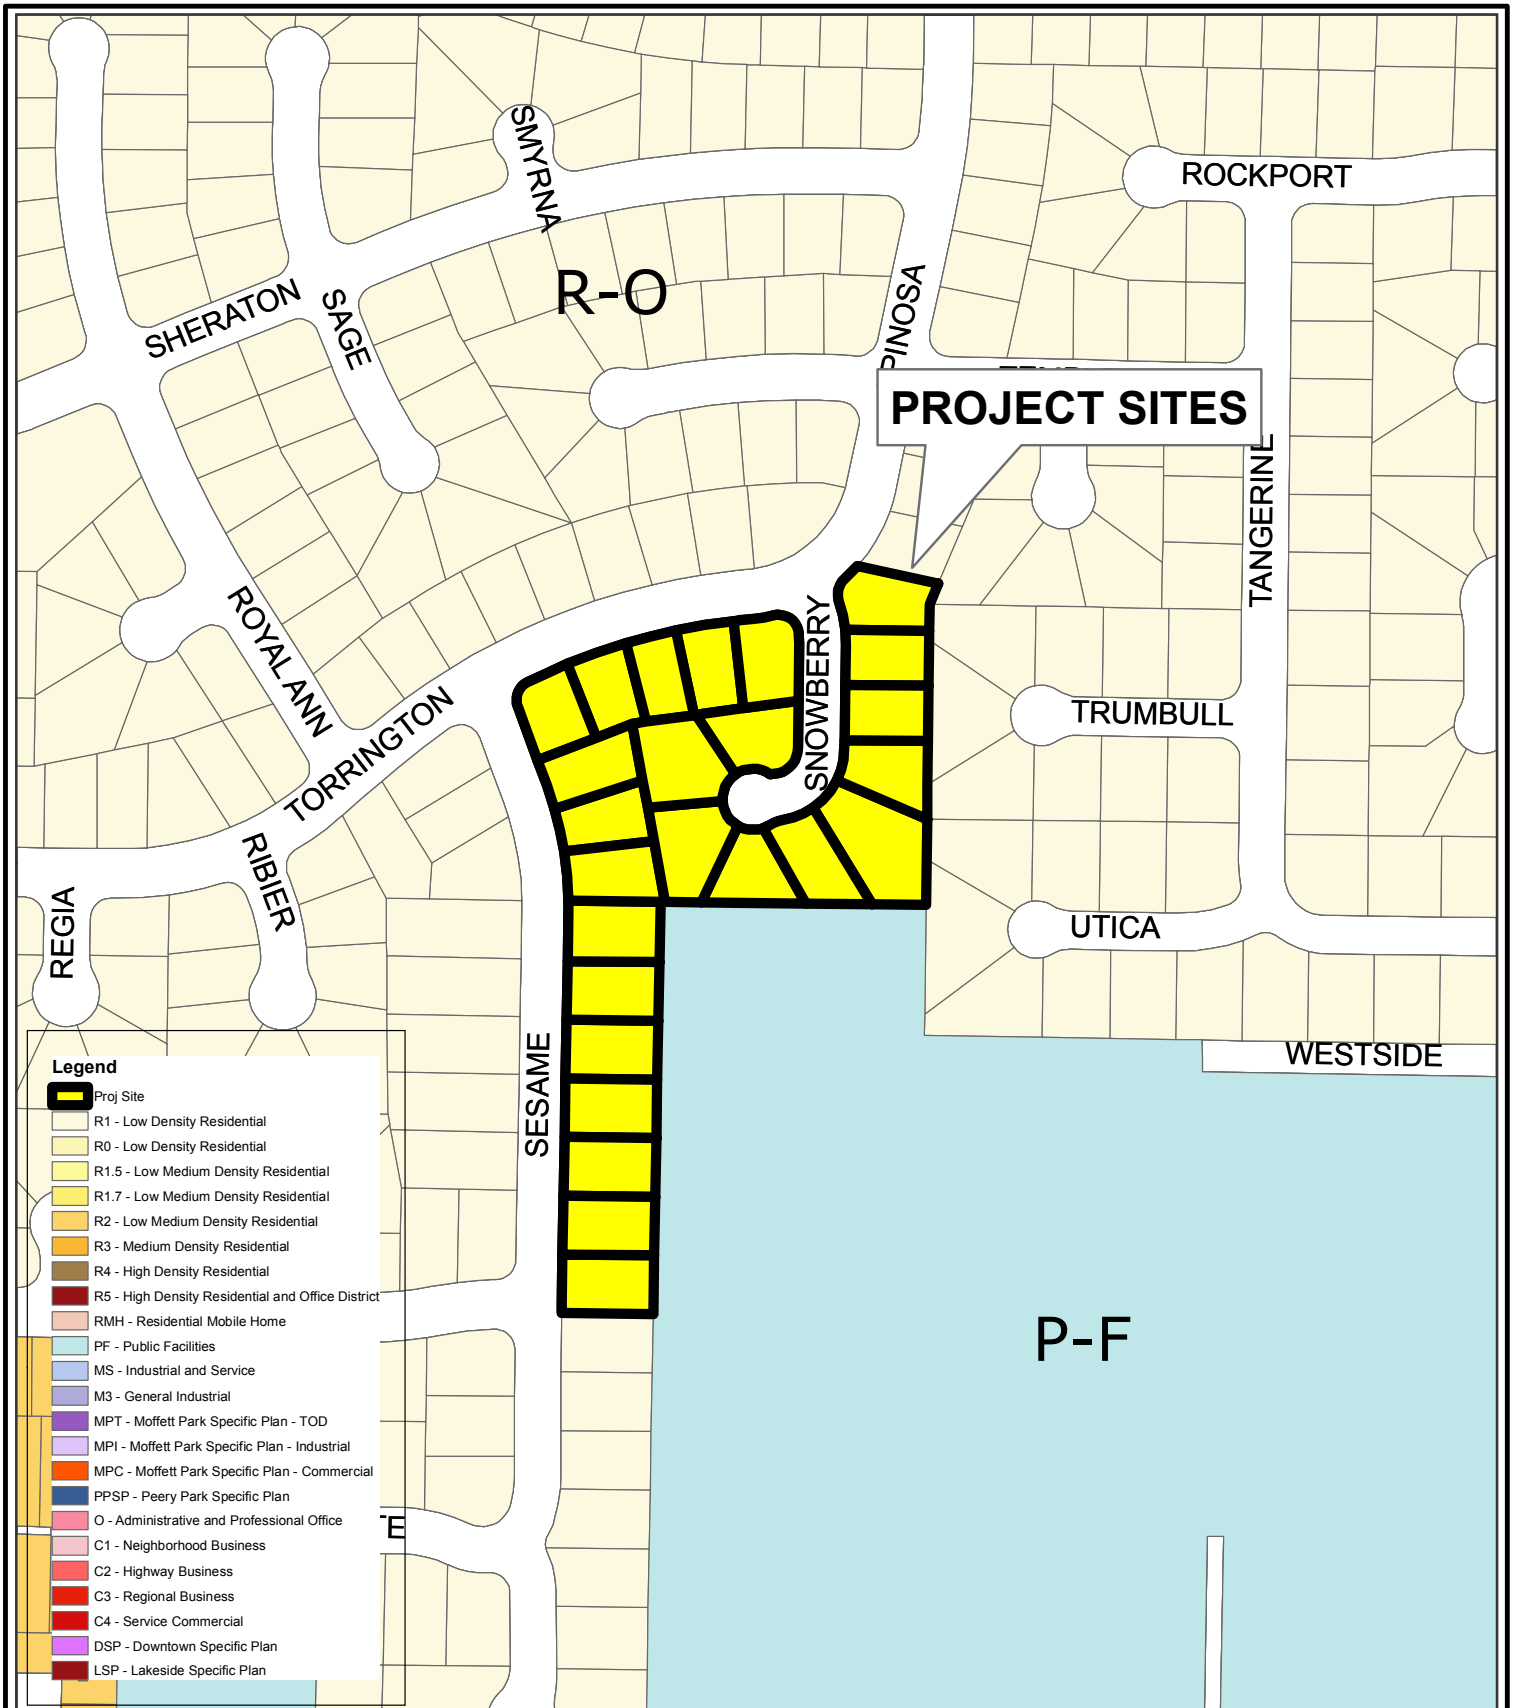 SMYRNA
ROCKPORT
R-O
PINOSA
SHERATON
SAGE
PROJECT SITES
TANGERINE
ROYAL ANN
SNOWBERRY
TORRINGTON
TRUMBULL
RIBIER
REGIA
UTICA
WESTSIDE
SESAME
P-F
TE
Legend
Proj Site
R1 - Low Density Residential
R0 - Low Density Residential
R1.5 - Low Medium Density Residential
R1.7 - Low Medium Density Residential
R2 - Low Medium Density Residential
R3 - Medium Density Residential
R4 - High Density Residential
R5 - High Density Residential and Office District
RMH - Residential Mobile Home
PF - Public Facilities
MS - Industrial and Service
M3 - General Industrial
MPT - Moffett Park Specific Plan - TOD
MPI - Moffett Park Specific Plan - Industrial
MPC - Moffett Park Specific Plan - Commercial
PPSP - Peery Park Specific Plan
O - Administrative and Professional Office
C1 - Neighborhood Business
C2 - Highway Business
C3 - Regional Business
C4 - Service Commercial
DSP - Downtown Specific Plan
LSP - Lakeside Specific Plan